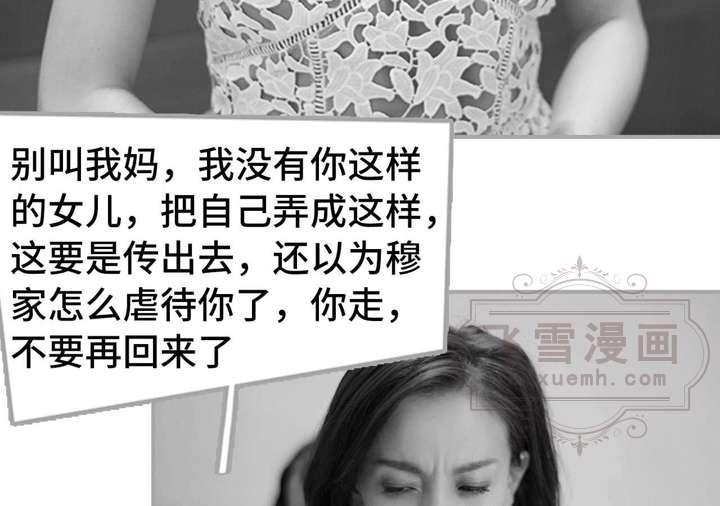 别叫我妈，我没有你这样
的女儿，把自己弄成这样，
这要是传出去，还以为穆
家怎么虐待你了，你走，
不要再回来了
飞雪漫画
xuemh.com